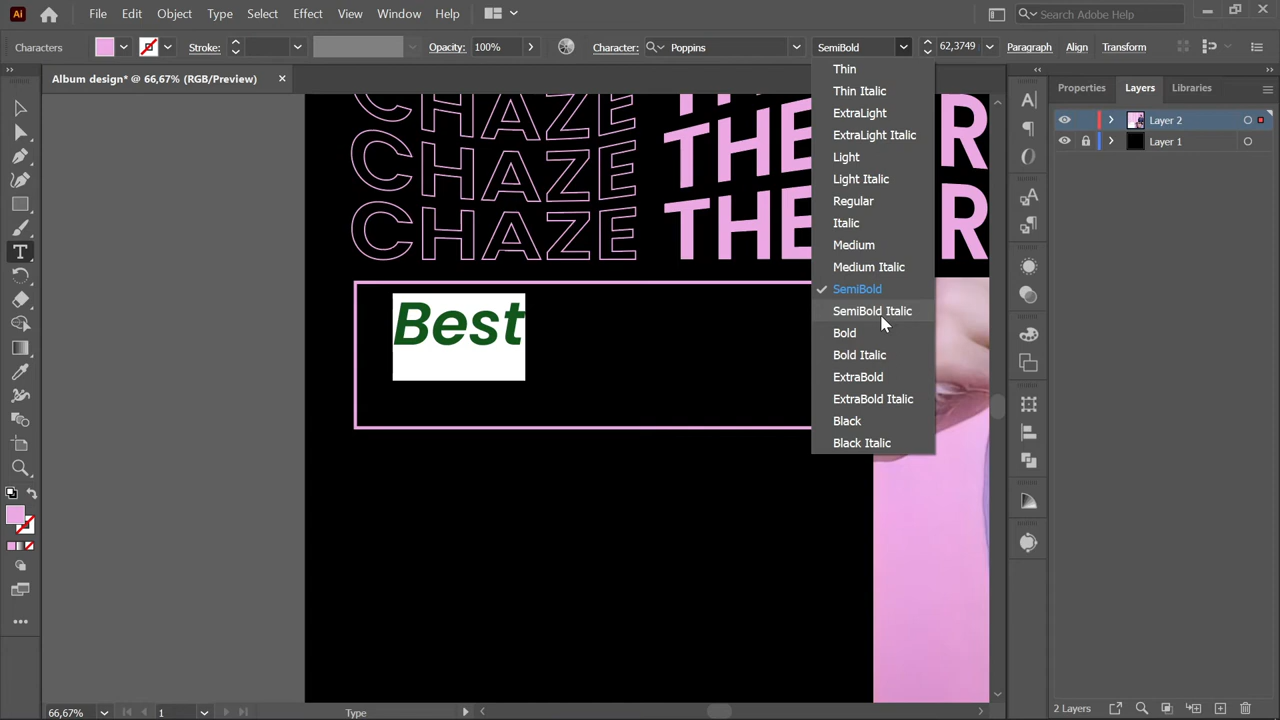 Ai File Edit Object Type Select Effect View Window Help Search Adobe Help
Characters Stroke: Opacity: 100% Character: Poppins SemiBold 62,3749 Paragraph Align Transform
Album design* @ 66,67% (RGB/Preview)
Properties Layers Libraries
Layer 2
Layer 1
Thin
Thin Italic
ExtraLight
ExtraLight Italic
Light
Light Italic
Regular
Italic
Medium
Medium Italic
SemiBold
SemiBold Italic
Bold
Bold Italic
ExtraBold
ExtraBold Italic
Black
Black Italic
CHAZE
CHAZE
CHAZE
THE R
THE R
Best
66,67% 1 Type
2 Layers